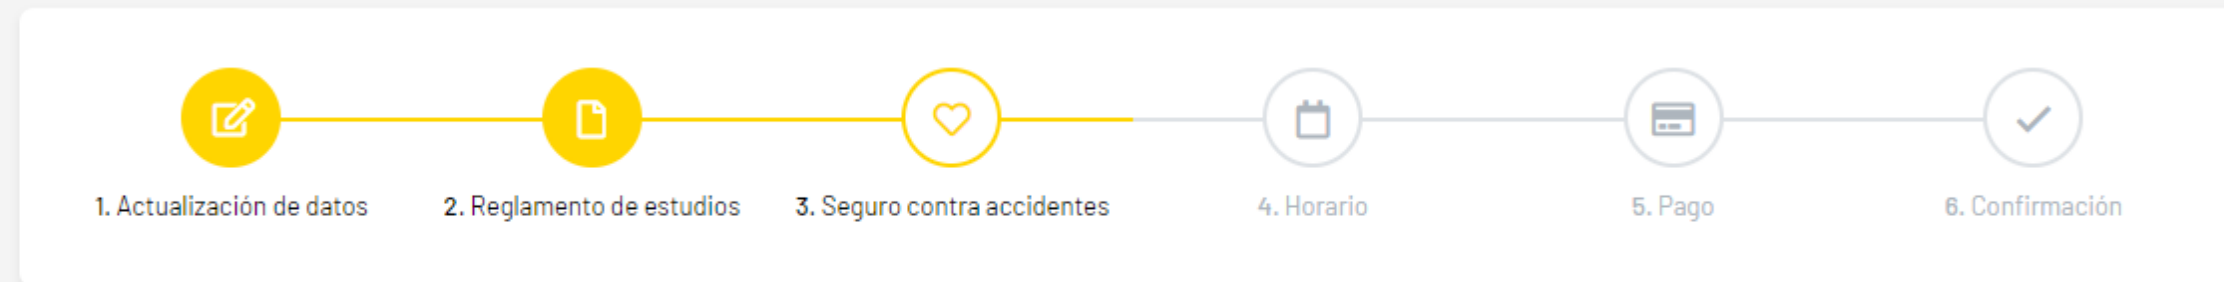 1. Actualización de datos
2. Reglamento de estudios
3. Seguro contra accidentes
4. Horario
5. Pago
6. Confirmación